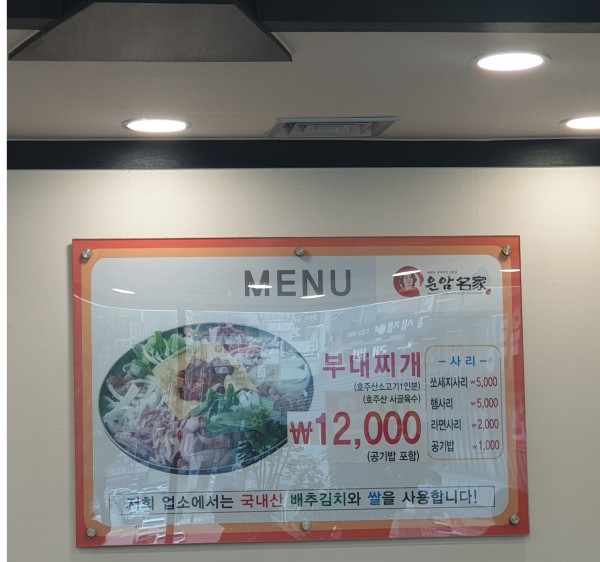 MENU
운암名家
부대찌개
(호주산소고기1인분)
(호주산 사골육수)
₩12,000
(공기밥 포함)
- 사리 -
쏘세지사리 ₩5,000
햄사리 ₩5,000
라면사리 ₩2,000
공기밥 ₩1,000
저희 업소에서는 국내산 배추김치와 쌀을 사용합니다!